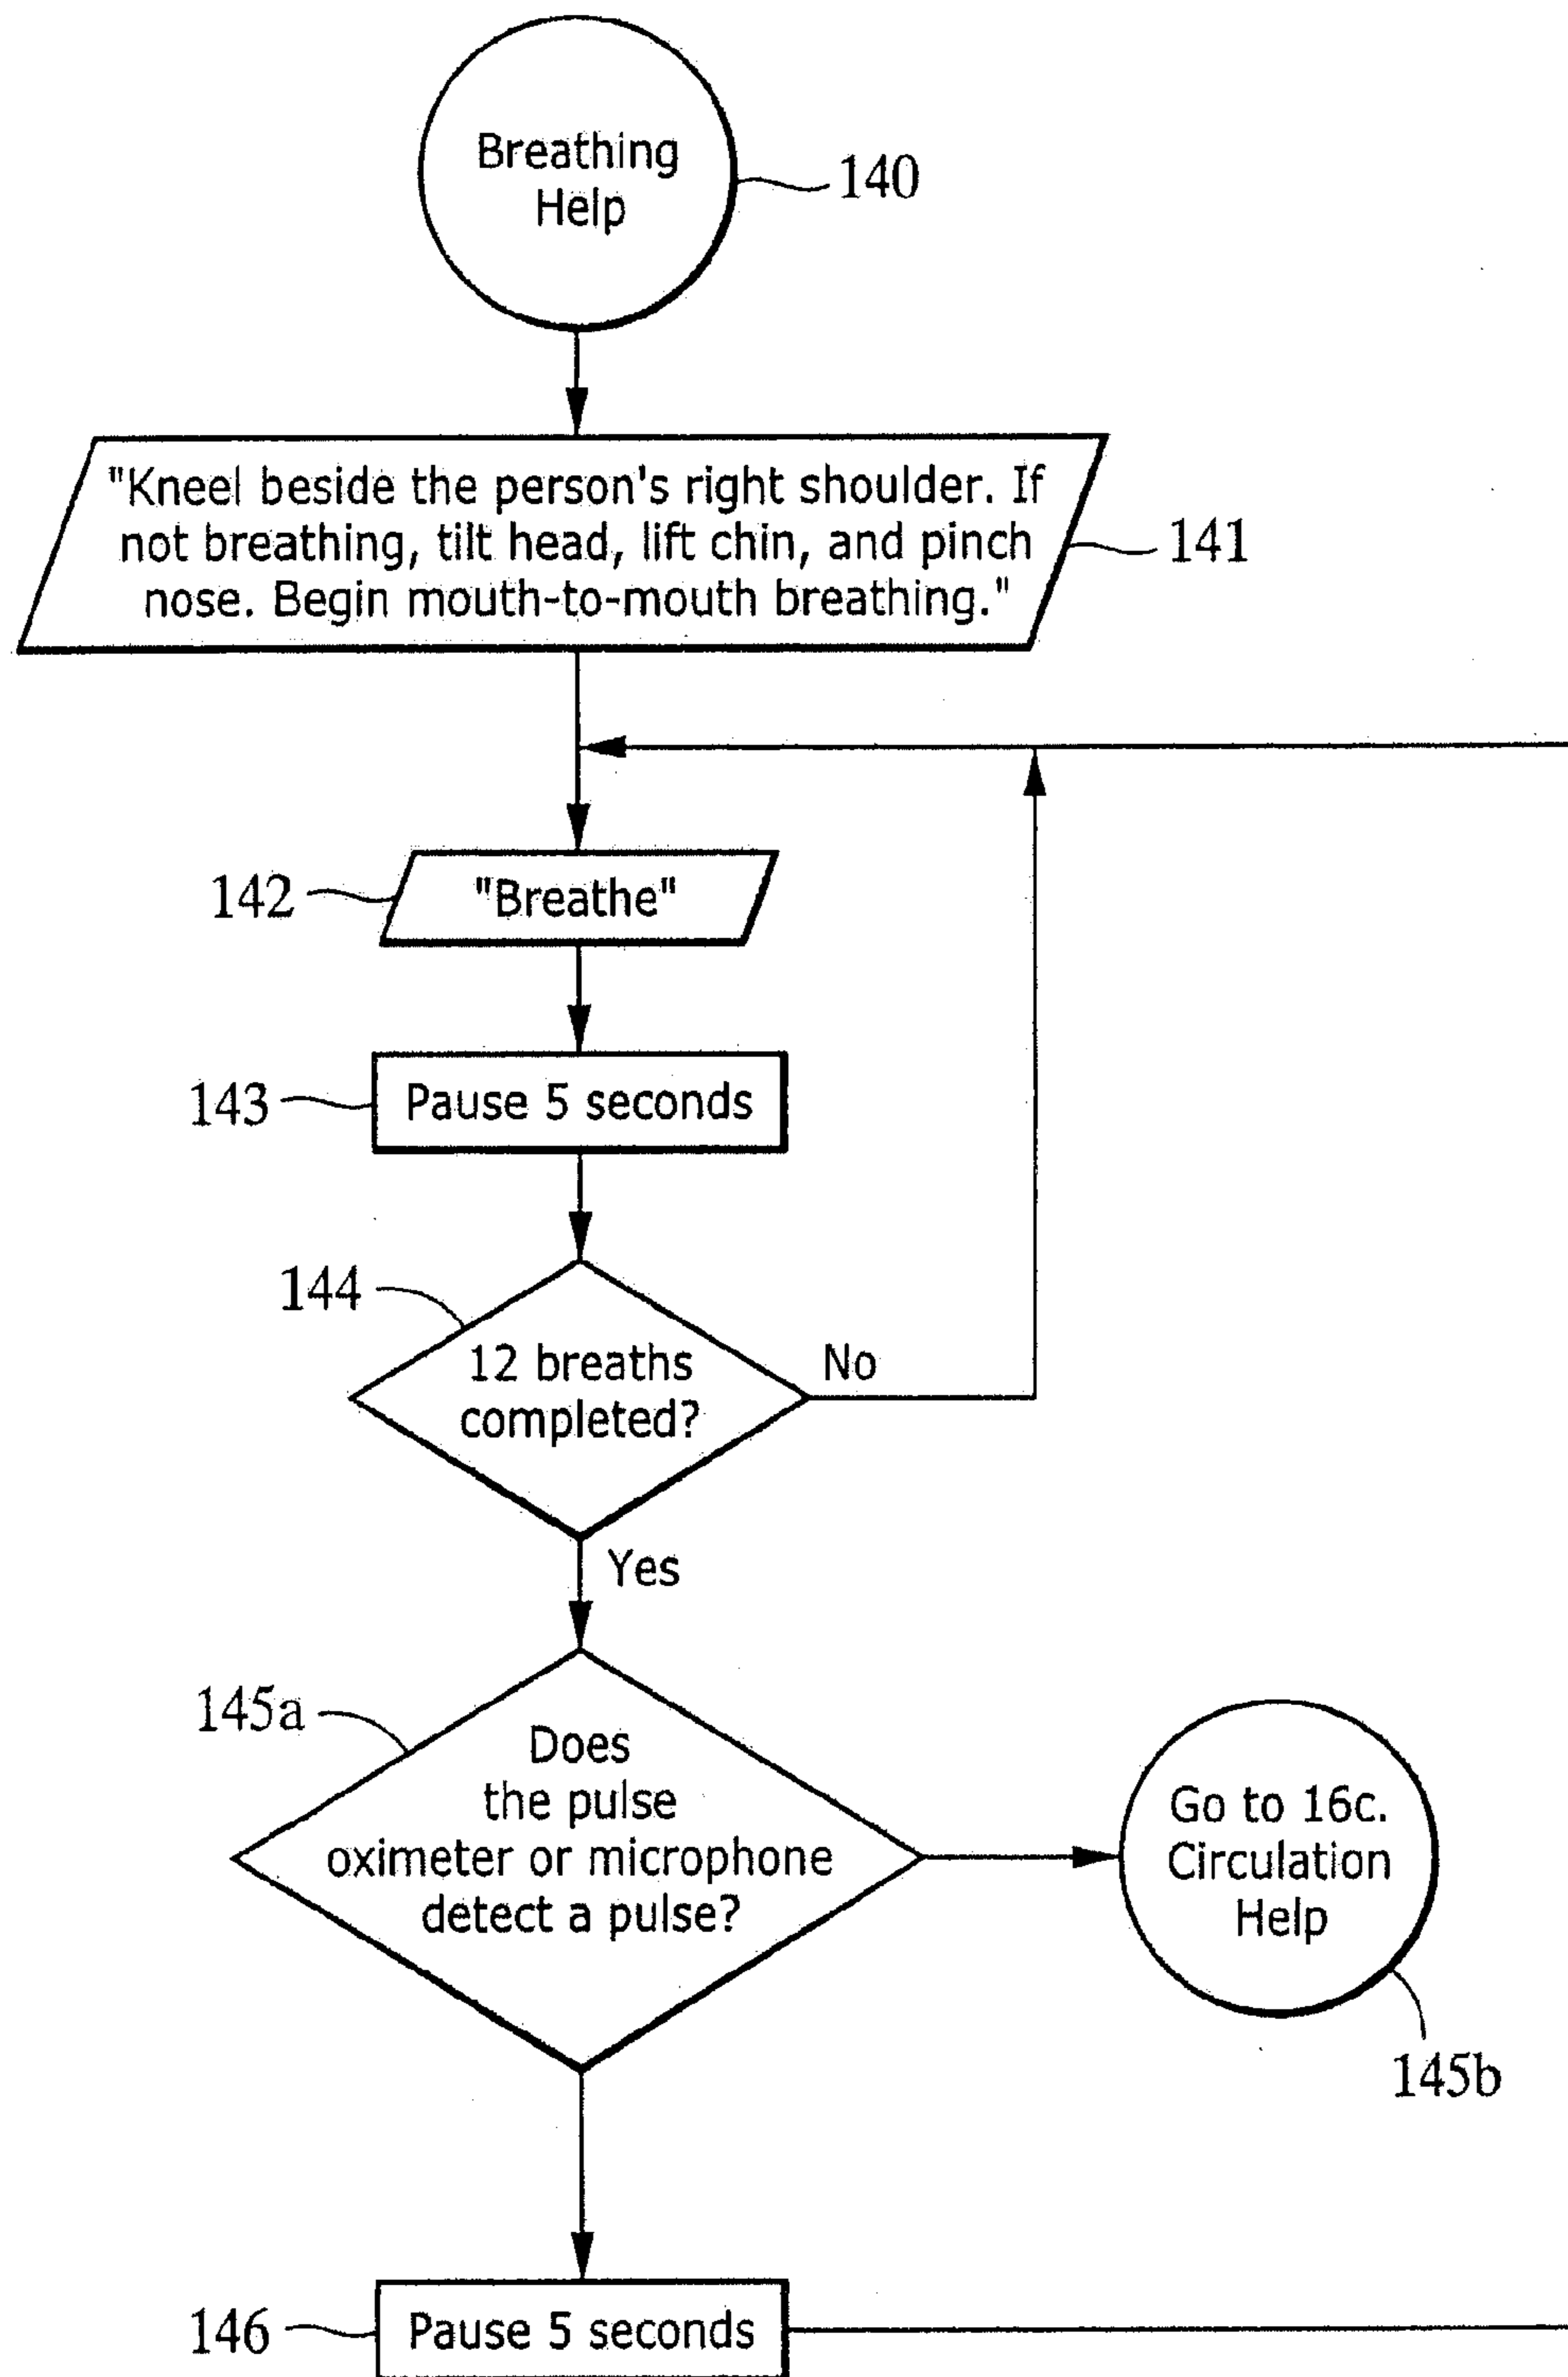 Breathing
Help
140
"Kneel beside the person's right shoulder. If
not breathing, tilt head, lift chin, and pinch
nose. Begin mouth-to-mouth breathing."
141
142
"Breathe"
143
Pause 5 seconds
144
12 breaths
completed?
No
Yes
145a
Does
the pulse
oximeter or microphone
detect a pulse?
Go to 16c.
Circulation
Help
145b
146
Pause 5 seconds